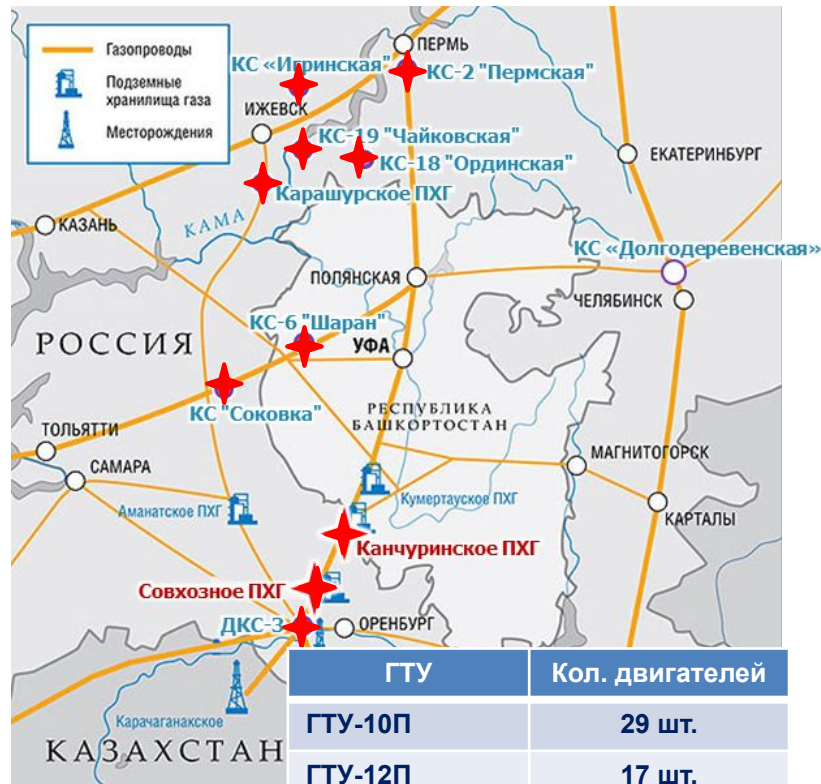 Газопроводы
Подземные
хранилища газа
Месторождения
ПЕРМЬ
КС «Игринская"
КС-2 "Пермская"
ИЖЕВСК
КС-19 "Чайковская"
КС-18 "Ординская"
ЕКАТЕРИНБУРГ
Карашурское ПХГ
КАЗАНЬ
КАМА
КС «Долгодеревенская»
ПОЛЯНСКАЯ
ЧЕЛЯБИНСК
КС-6 "Шаран"
РОССИЯ
УФА
КС "Соковка"
РЕСПУБЛИКА
БАШКОРТОСТАН
ТОЛЬЯТТИ
МАГНИТОГОРСК
САМАРА
Кумертауское ПХГ
Аманатское ПХГ
КАРТАЛЫ
Канчуринское ПХГ
Совхозное ПХГ
ДКС-3
ОРЕНБУРГ
ГТУ Кол. двигателей
Карачаганакское
ГТУ-10П 29 шт.
КАЗАХСТАН
ГТУ-12П 17 шт.